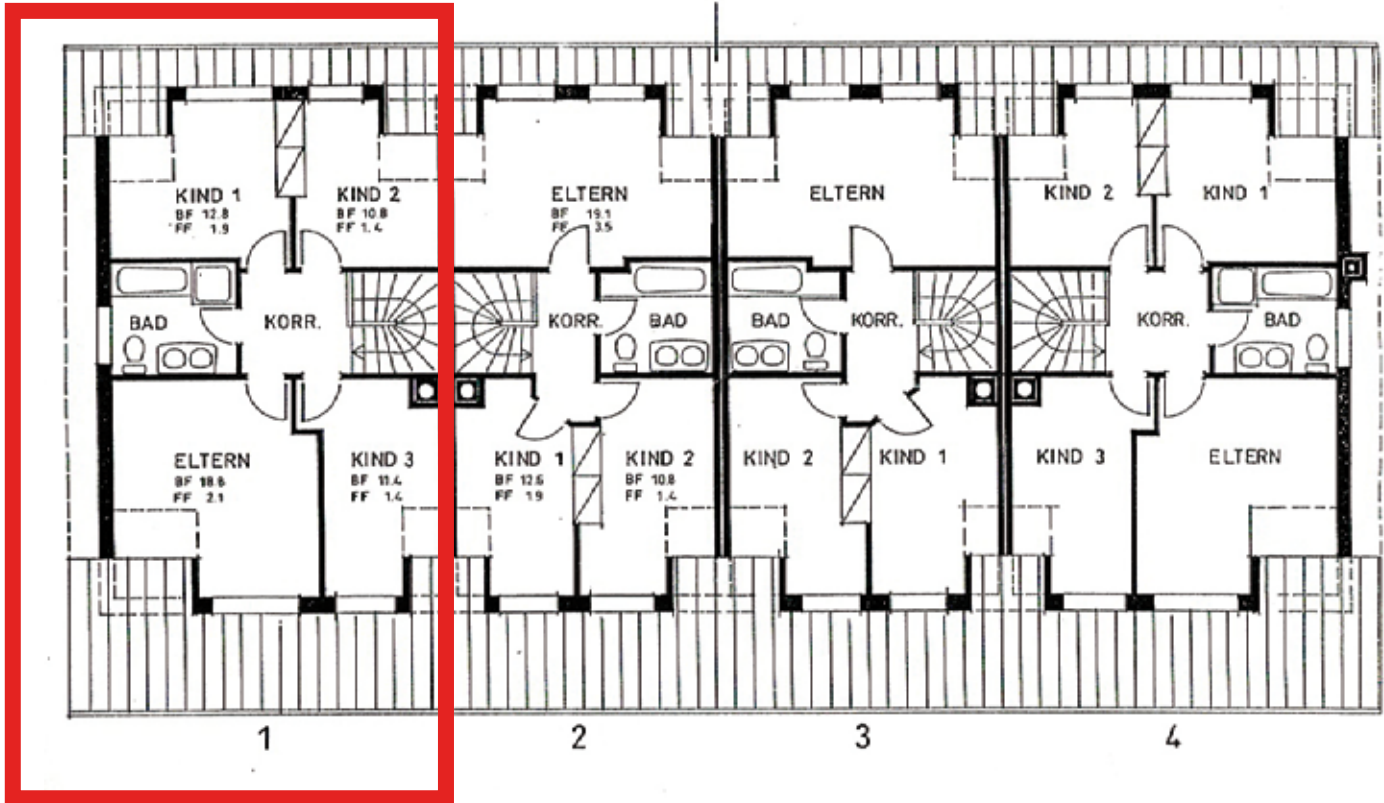 KIND 1
BF 12.8
FF 1.9
KIND 2
BF 10.8
FF 1.4
ELTERN
BF 19.1
FF 3.5
ELTERN
KIND 2
KIND 1
BAD
KORR.
KORR.
BAD
BAD
KORR.
KORR.
BAD
ELTERN
BF 18.6
FF 2.1
KIND 3
BF 11.4
FF 1.4
KIND 1
BF 12.6
FF 1.9
KIND 2
BF 10.8
FF 1.4
KIND 2
KIND 1
KIND 3
ELTERN
1
2
3
4